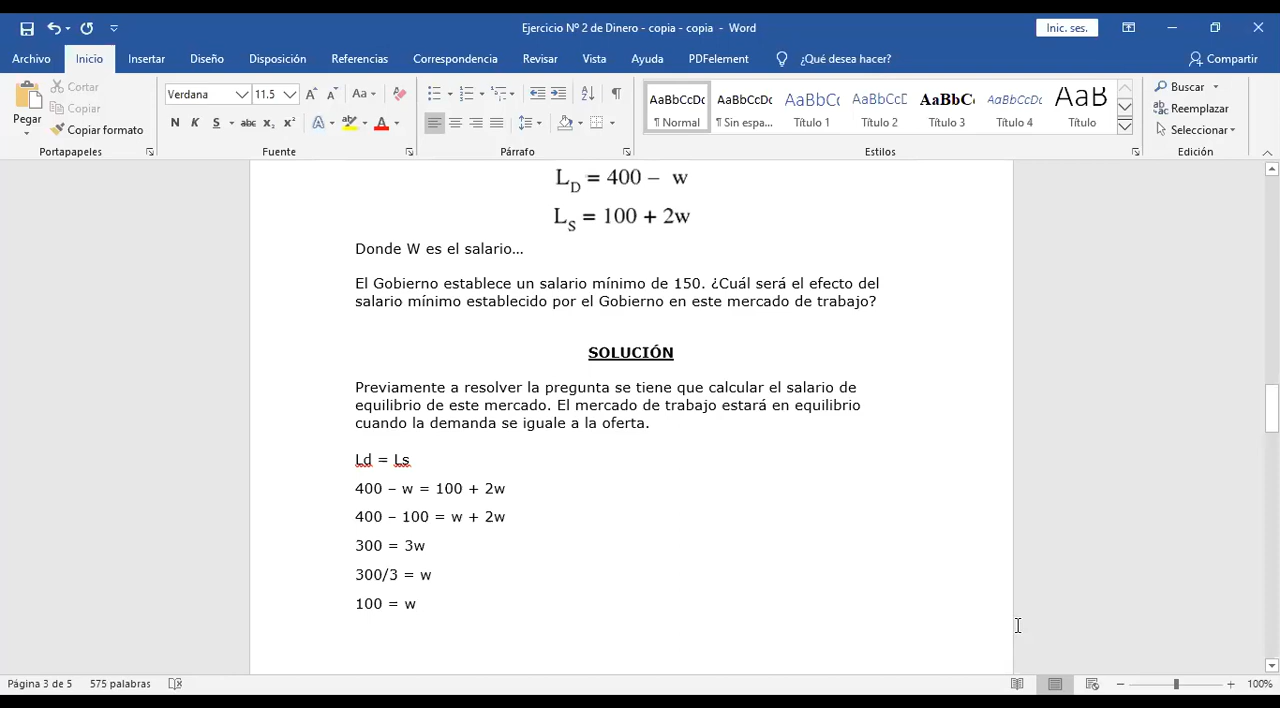 Ejercicio Nº 2 de Dinero - copia - copia - Word
Inic. ses.
Archivo Inicio Insertar Diseño Disposición Referencias Correspondencia Revisar Vista Ayuda PDFelement ¿Qué desea hacer? Compartir
Pegar
Cortar
Copiar
Copiar formato
Portapapeles
Verdana 11.5
N K S abc x₂ x² A A
Fuente
Párrafo
AaBbCcDc AaBbCcDc AaBbCc AaBbCcD AaBbCc AaBbCcDc AaB
¶ Normal ¶ Sin espa... Título 1 Título 2 Título 3 Título 4 Título
Estilos
Buscar
Reemplazar
Seleccionar
Edición
L_D = 400 – w
L_S = 100 + 2w
Donde W es el salario…
El Gobierno establece un salario mínimo de 150. ¿Cuál será el efecto del
salario mínimo establecido por el Gobierno en este mercado de trabajo?
SOLUCIÓN
Previamente a resolver la pregunta se tiene que calcular el salario de
equilibrio de este mercado. El mercado de trabajo estará en equilibrio
cuando la demanda se iguale a la oferta.
Ld = Ls
400 – w = 100 + 2w
400 – 100 = w + 2w
300 = 3w
300/3 = w
100 = w
Página 3 de 5 575 palabras
100%